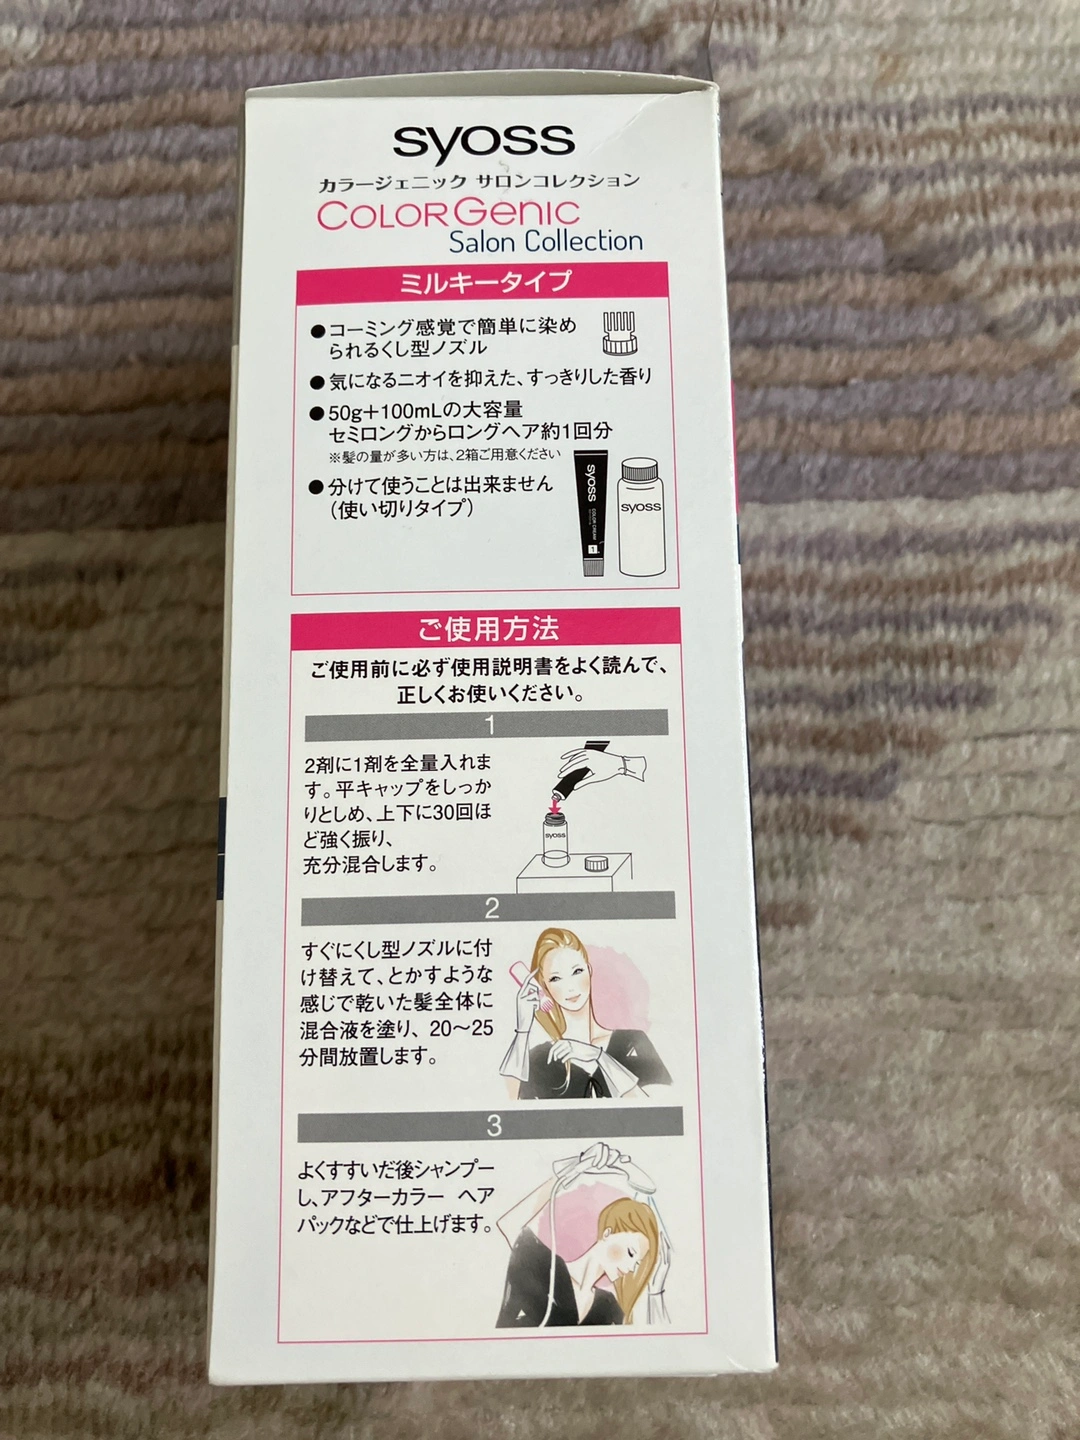 syoss
カラージェニック サロンコレクション
COLORGenIC
Salon Collection
ミルキータイプ
●コーミング感覚で簡単に染め
られるくし型ノズル
●気になるニオイを抑えた、すっきりした香り
●50g+100mLの大容量
セミロングからロングヘア約1回分
※髪の量が多い方は、2箱ご用意ください
●分けて使うことは出来ません
(使い切りタイプ)
syoss
COLOR CREAM
1
syoss
ご使用方法
ご使用前に必ず使用説明書をよく読んで、
正しくお使いください。
1
2剤に1剤を全量入れま
す。平キャップをしっか
りとしめ、上下に30回ほ
ど強く振り、
充分混合します。
syoss
2
すぐにくし型ノズルに付
け替えて、とかすような
感じで乾いた髪全体に
混合液を塗り、20〜25
分間放置します。
3
よくすすいだ後シャンプー
し、アフターカラー ヘア
パックなどで仕上げます。